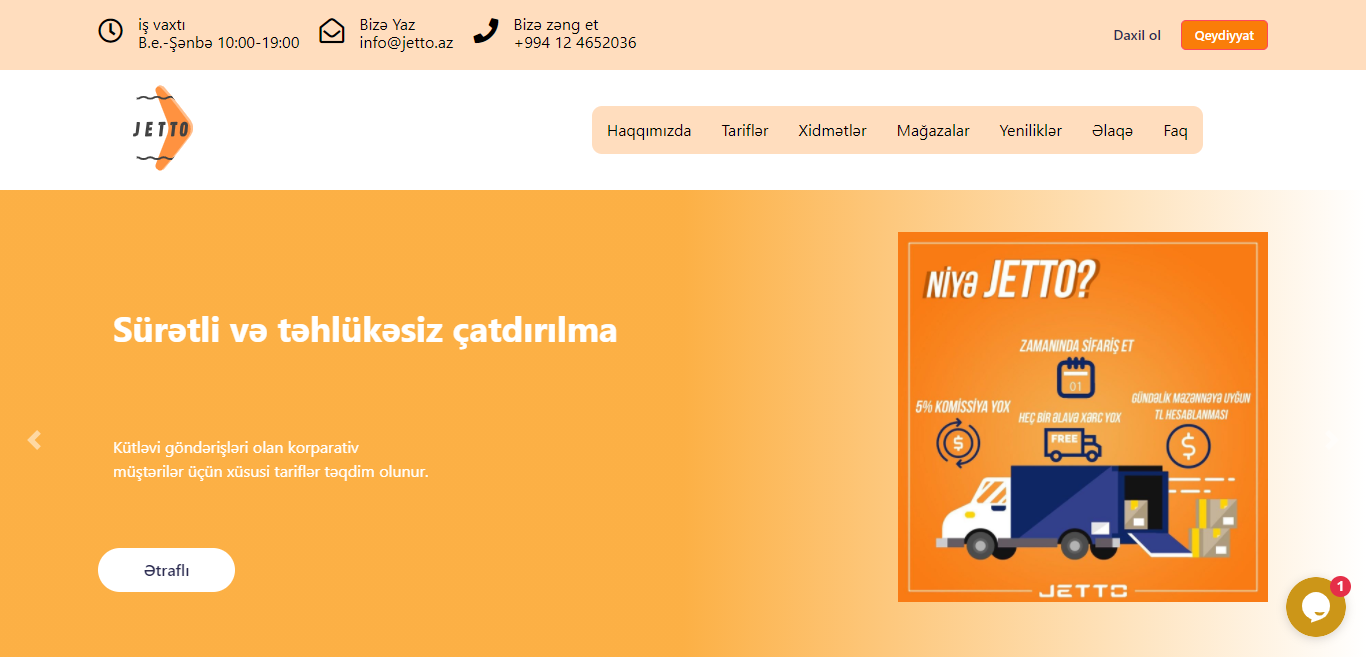 iş vaxtı
B.e.-Şənbə 10:00-19:00
Bizə Yaz
info@jetto.az
Bizə zəng et
+994 12 4652036
Daxil ol
Qeydiyyat
JETTO
Haqqımızda
Tariflər
Xidmətlər
Mağazalar
Yeniliklər
Əlaqə
Faq
Sürətli və təhlükəsiz çatdırılma
Kütləvi göndərişləri olan korparativ
müştərilər üçün xüsusi tariflər təqdim olunur.
Ətraflı
NİYƏ JETTO?
ZAMANINDA SİFARİŞ ET
01
5% KOMİSSİYA YOX
HEÇ BİR ƏLAVƏ XƏRC YOX
FREE
GÜNDƏLİK MƏZƏNNƏYƏ UYĞUN
TL HESABLANMASI
$
$
JETTO
1